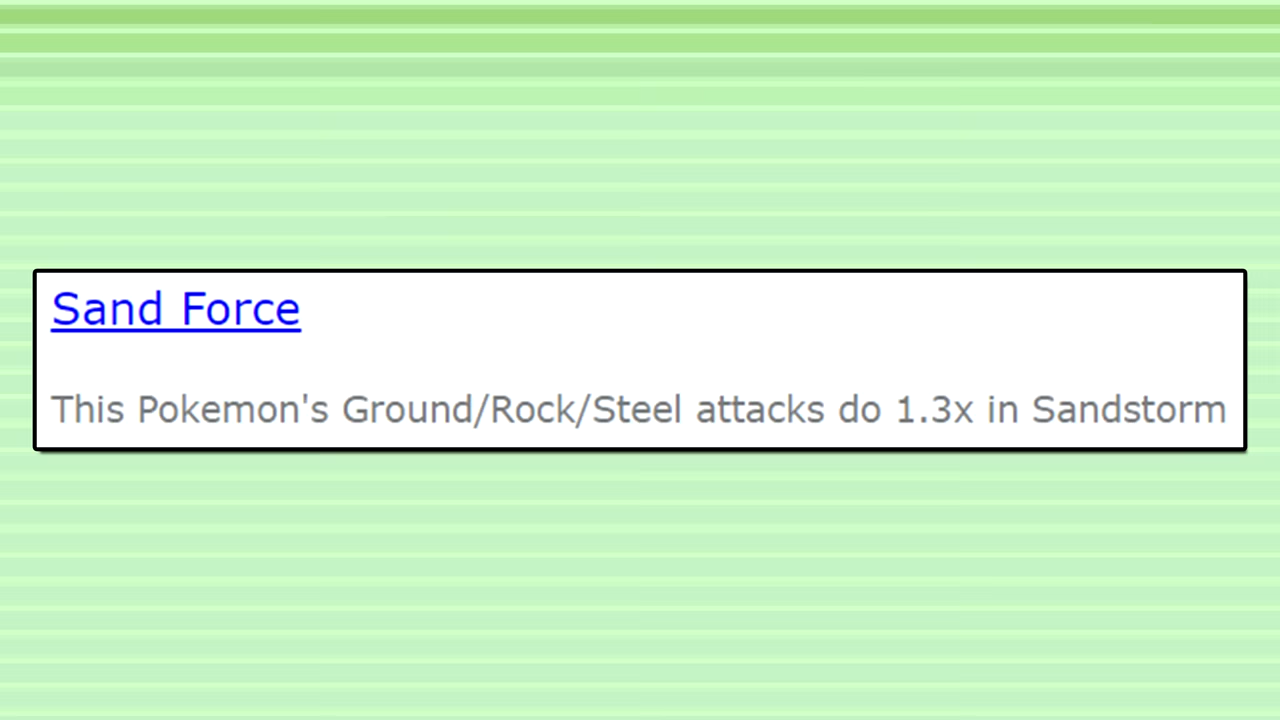 Sand Force
This Pokemon's Ground/Rock/Steel attacks do 1.3x in Sandstorm